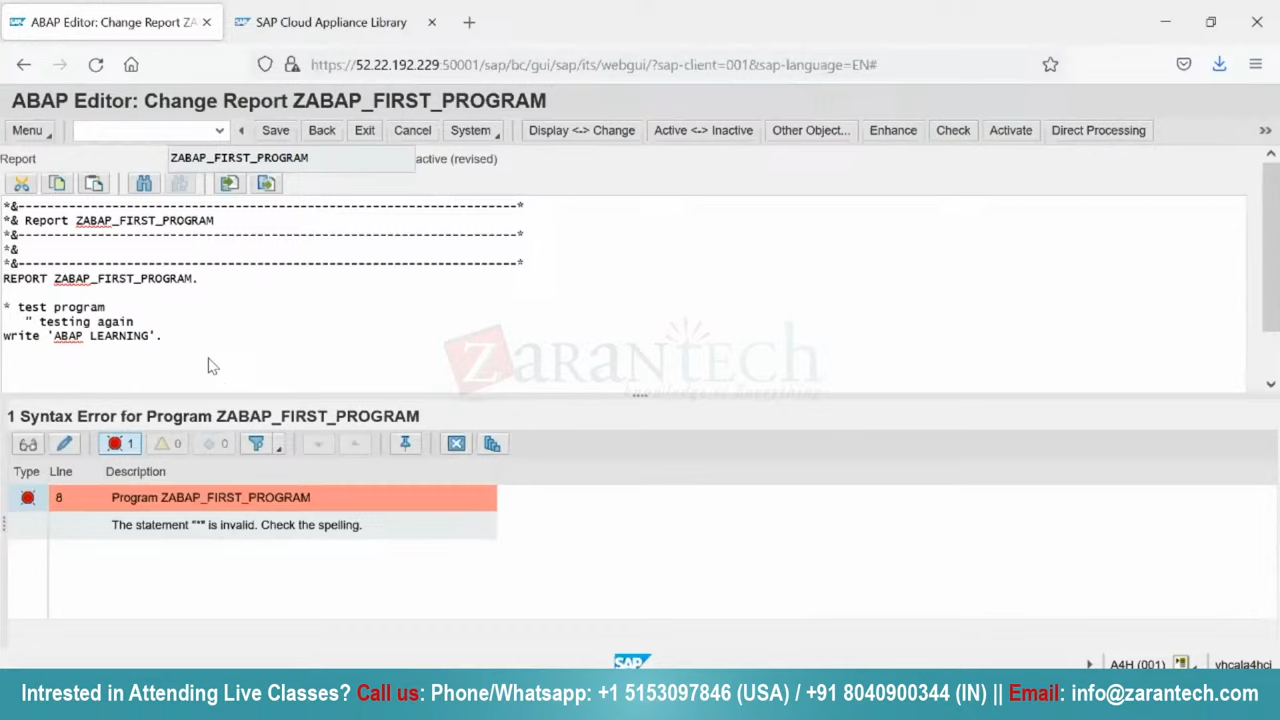 ABAP Editor: Change Report ZA
SAP Cloud Appliance Library
https://52.22.192.229:50001/sap/bc/gui/sap/its/webgui/?sap-client=001&sap-language=EN#
ABAP Editor: Change Report ZABAP_FIRST_PROGRAM
Menu Save Back Exit Cancel System Display <-> Change Active <-> Inactive Other Object... Enhance Check Activate Direct Processing >>
Report ZABAP_FIRST_PROGRAM active (revised)
*&---------------------------------------------------------------------*
*& Report ZABAP_FIRST_PROGRAM
*&---------------------------------------------------------------------*
*&
*&---------------------------------------------------------------------*
REPORT ZABAP_FIRST_PROGRAM.
* test program
" testing again
write 'ABAP LEARNING'.
zarantech
Knowledge is Everything
1 Syntax Error for Program ZABAP_FIRST_PROGRAM
1 0 0
Type Line Description
8 Program ZABAP_FIRST_PROGRAM
The statement "*" is invalid. Check the spelling.
SAP
A4H (001) vhcala4hci
Intrested in Attending Live Classes? Call us: Phone/Whatsapp: +1 5153097846 (USA) / +91 8040900344 (IN) || Email: info@zarantech.com